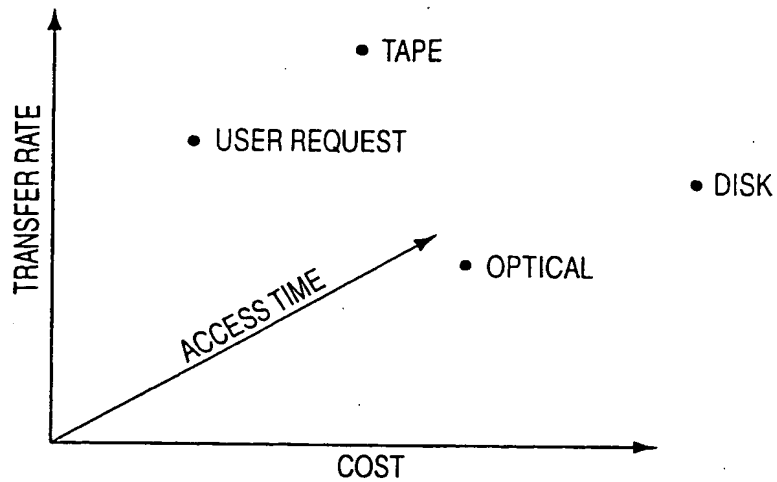 TAPE
USER REQUEST
DISK
OPTICAL
TRANSFER RATE
ACCESS TIME
COST